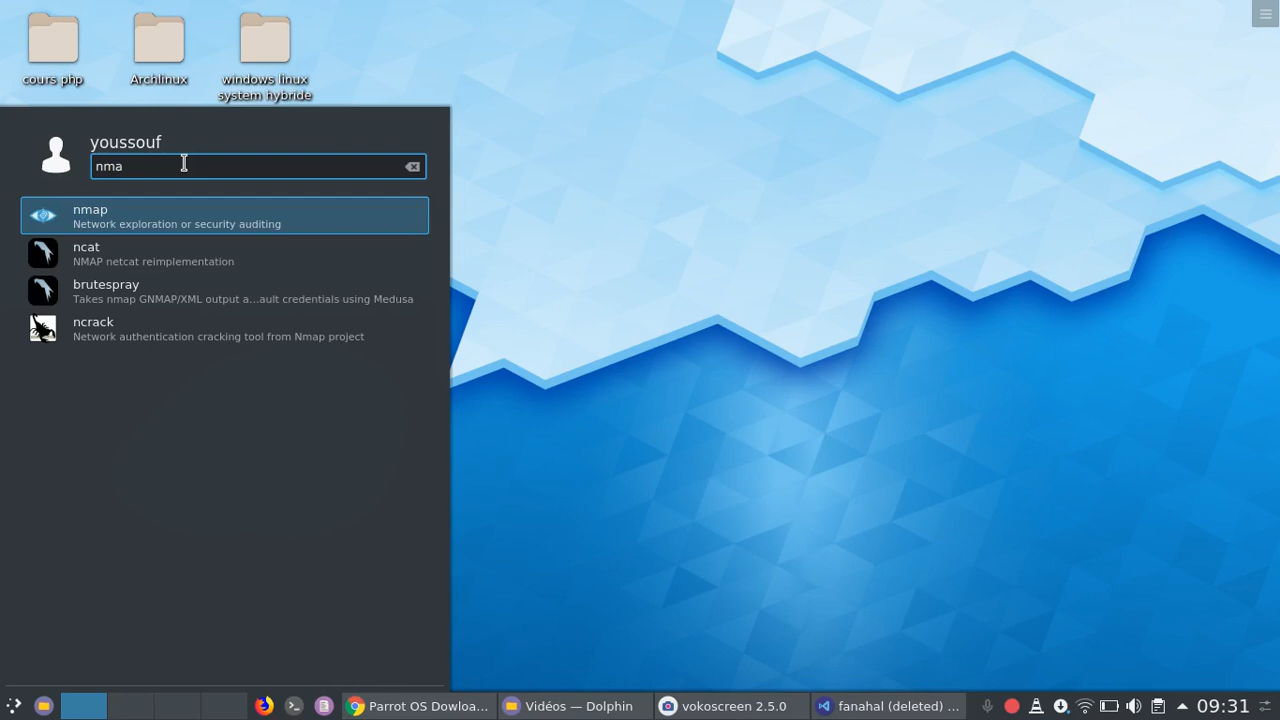 cours php
Archlinux
windows linux
system hybride
youssouf
nma
nmap
Network exploration or security auditing
ncat
NMAP netcat reimplementation
brutespray
Takes nmap GNMAP/XML output a...ault credentials using Medusa
ncrack
Network authentication cracking tool from Nmap project
Parrot OS Dowloa...
Vidéos — Dolphin
vokoscreen 2.5.0
fanahal (deleted) ...
09:31